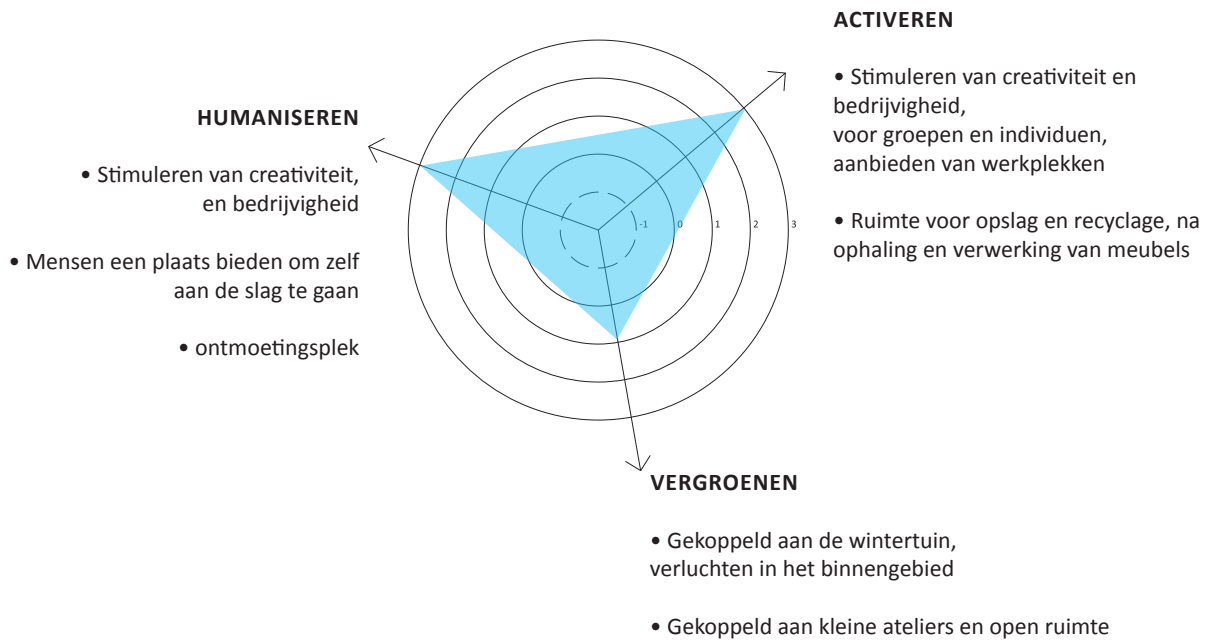 ACTIVEREN
• Stimuleren van creativiteit en
bedrijvigheid,
voor groepen en individuen,
aanbieden van werkplekken
• Ruimte voor opslag en recyclage, na
ophaling en verwerking van meubels
HUMANISEREN
• Stimuleren van creativiteit,
en bedrijvigheid
• Mensen een plaats bieden om zelf
aan de slag te gaan
• ontmoetingsplek
-1 0 1 2 3
VERGROENEN
• Gekoppeld aan de wintertuin,
verluchten in het binnengebied
• Gekoppeld aan kleine ateliers en open ruimte